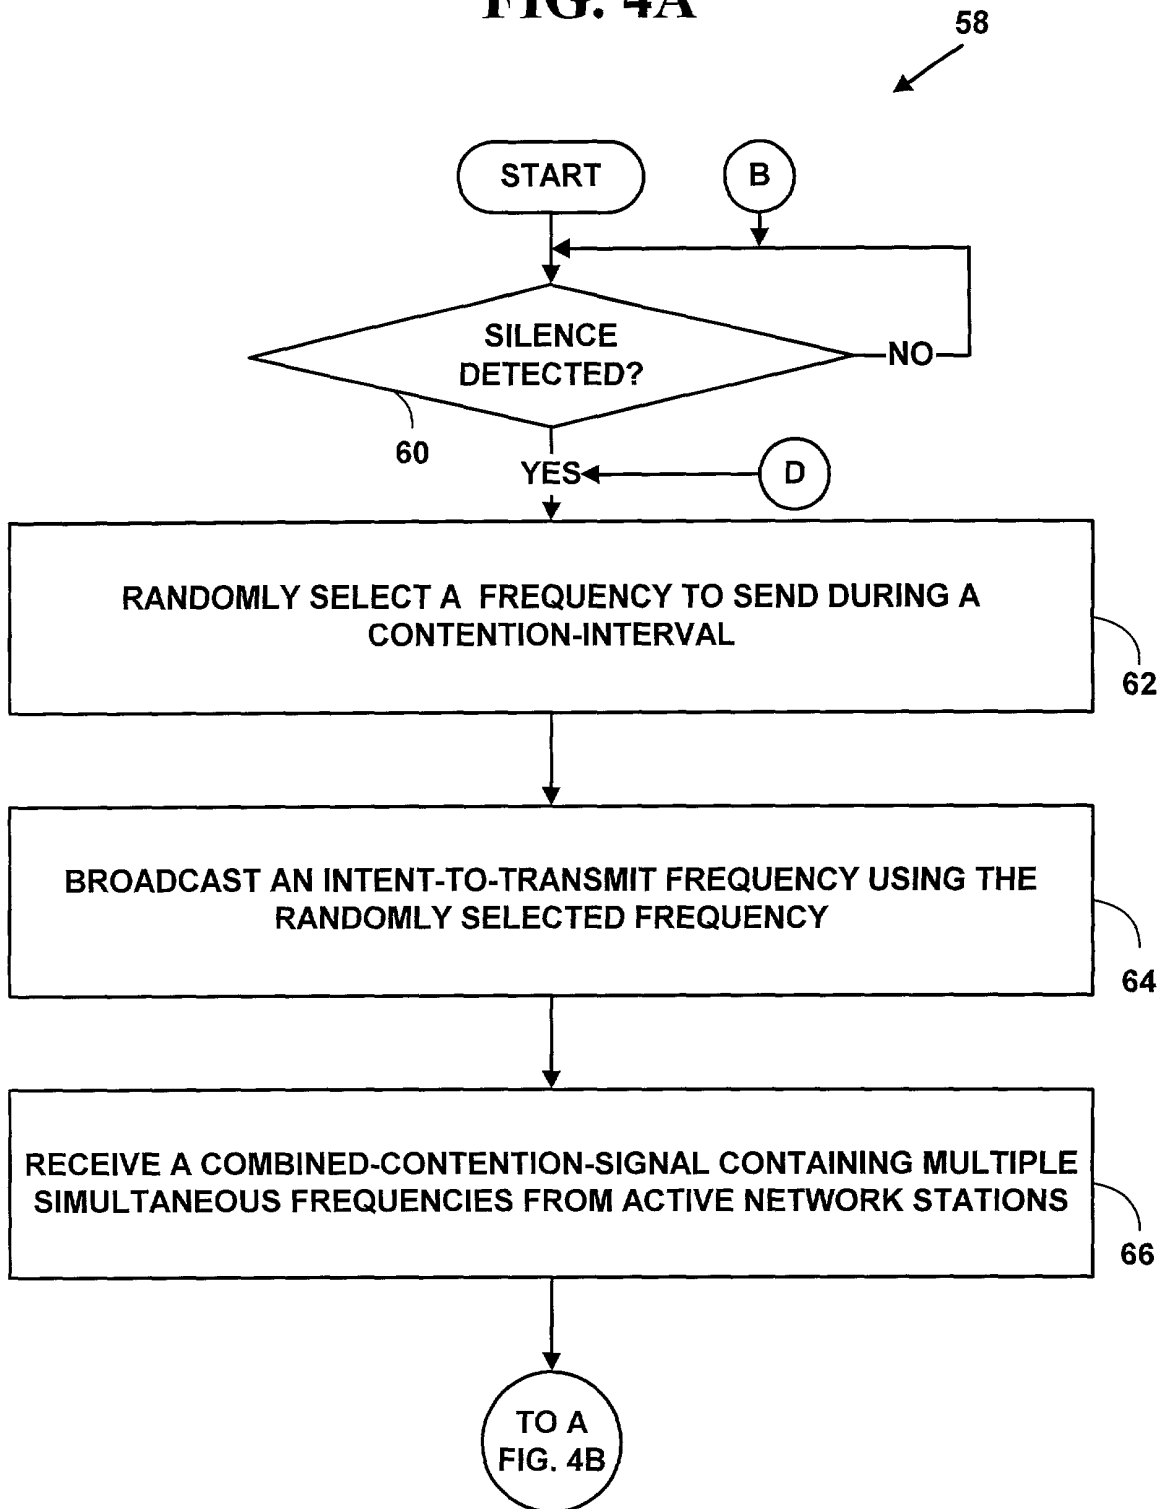 FIG. 4A
58
START
B
SILENCE
DETECTED?
NO
60
YES
D
RANDOMLY SELECT A FREQUENCY TO SEND DURING A
CONTENTION-INTERVAL
62
BROADCAST AN INTENT-TO-TRANSMIT FREQUENCY USING THE
RANDOMLY SELECTED FREQUENCY
64
RECEIVE A COMBINED-CONTENTION-SIGNAL CONTAINING MULTIPLE
SIMULTANEOUS FREQUENCIES FROM ACTIVE NETWORK STATIONS
66
TO A
FIG. 4B